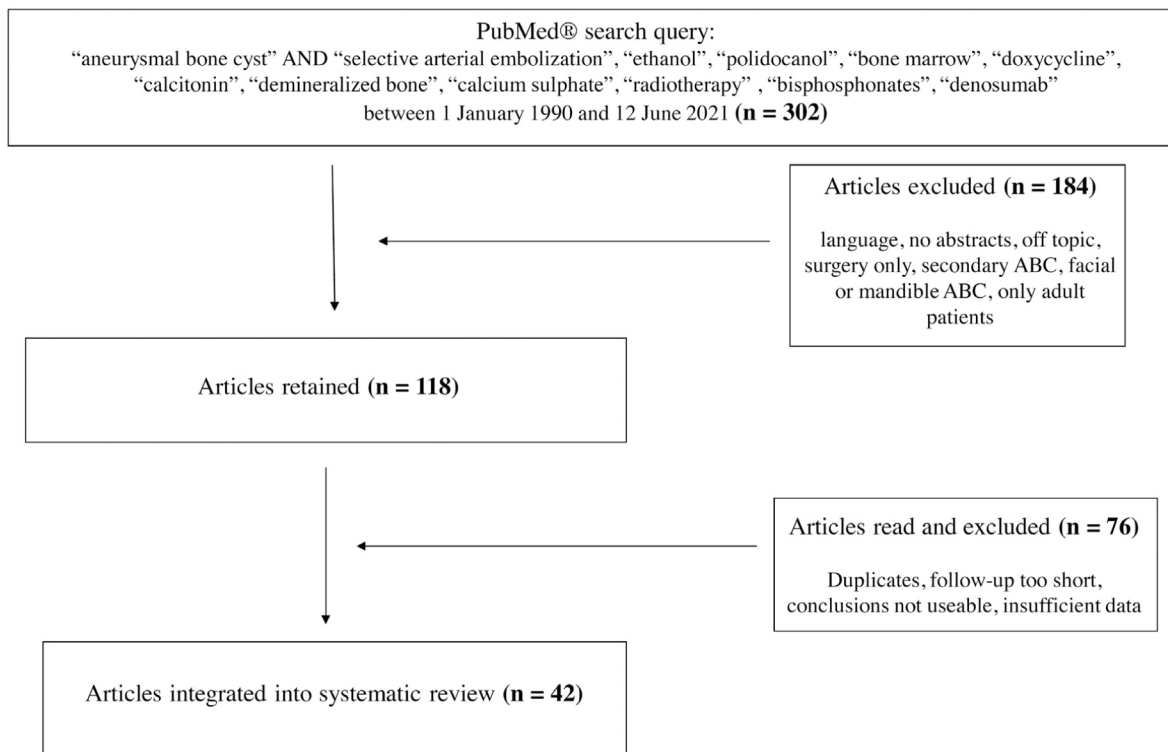 PubMed® search query:
“aneurysmal bone cyst” AND “selective arterial embolization”, “ethanol”, “polidocanol”, “bone marrow”, “doxycycline”,
“calcitonin”, “demineralized bone”, “calcium sulphate”, “radiotherapy” , “bisphosphonates”, “denosumab”
between 1 January 1990 and 12 June 2021 (n = 302)
Articles excluded (n = 184)
language, no abstracts, off topic,
surgery only, secondary ABC, facial
or mandible ABC, only adult
patients
Articles retained (n = 118)
Articles read and excluded (n = 76)
Duplicates, follow-up too short,
conclusions not useable, insufficient data
Articles integrated into systematic review (n = 42)